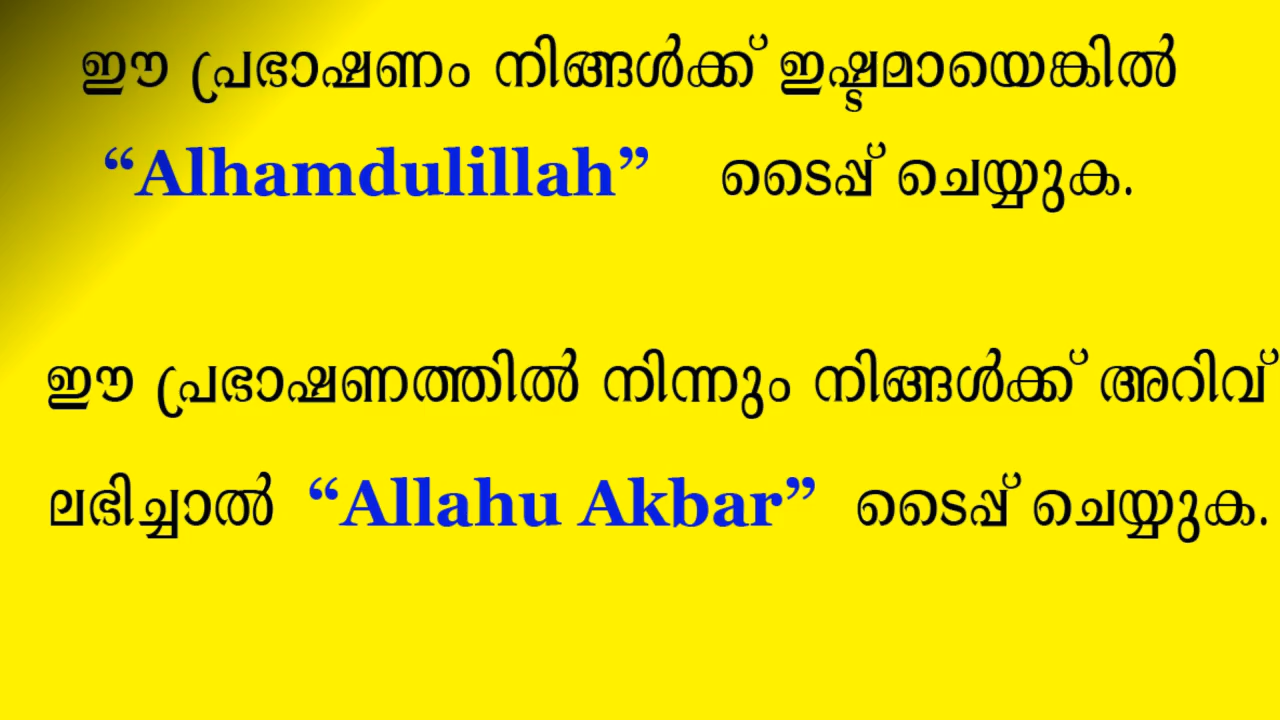 ഈ പ്രഭാഷണം നിങ്ങൾക്ക് ഇഷ്ടമായെങ്കിൽ
“Alhamdulillah” ടൈപ്പ് ചെയ്യുക.
ഈ പ്രഭാഷണത്തിൽ നിന്നും നിങ്ങൾക്ക് അറിവ്
ലഭിച്ചാൽ “Allahu Akbar” ടൈപ്പ് ചെയ്യുക.